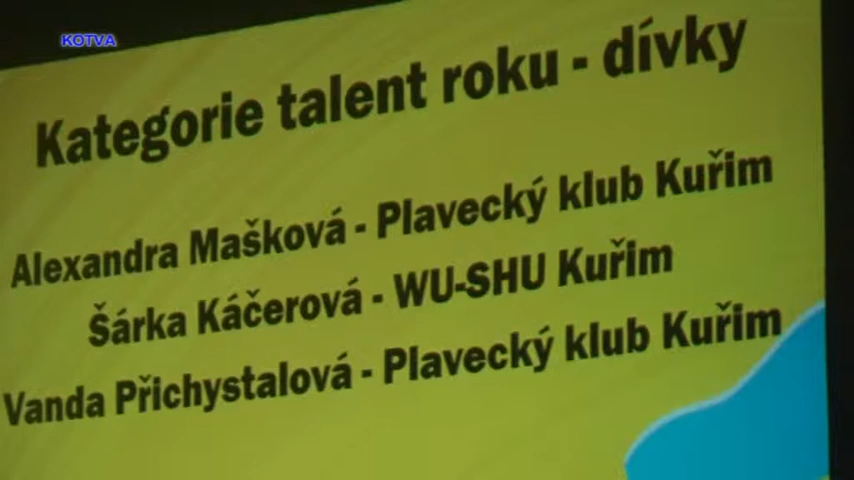 KOTVA
Kategorie talent roku - dívky
Alexandra Mašková - Plavecký klub Kuřim
Šárka Káčerová - WU-SHU Kuřim
Vanda Přichystalová - Plavecký klub Kuřim